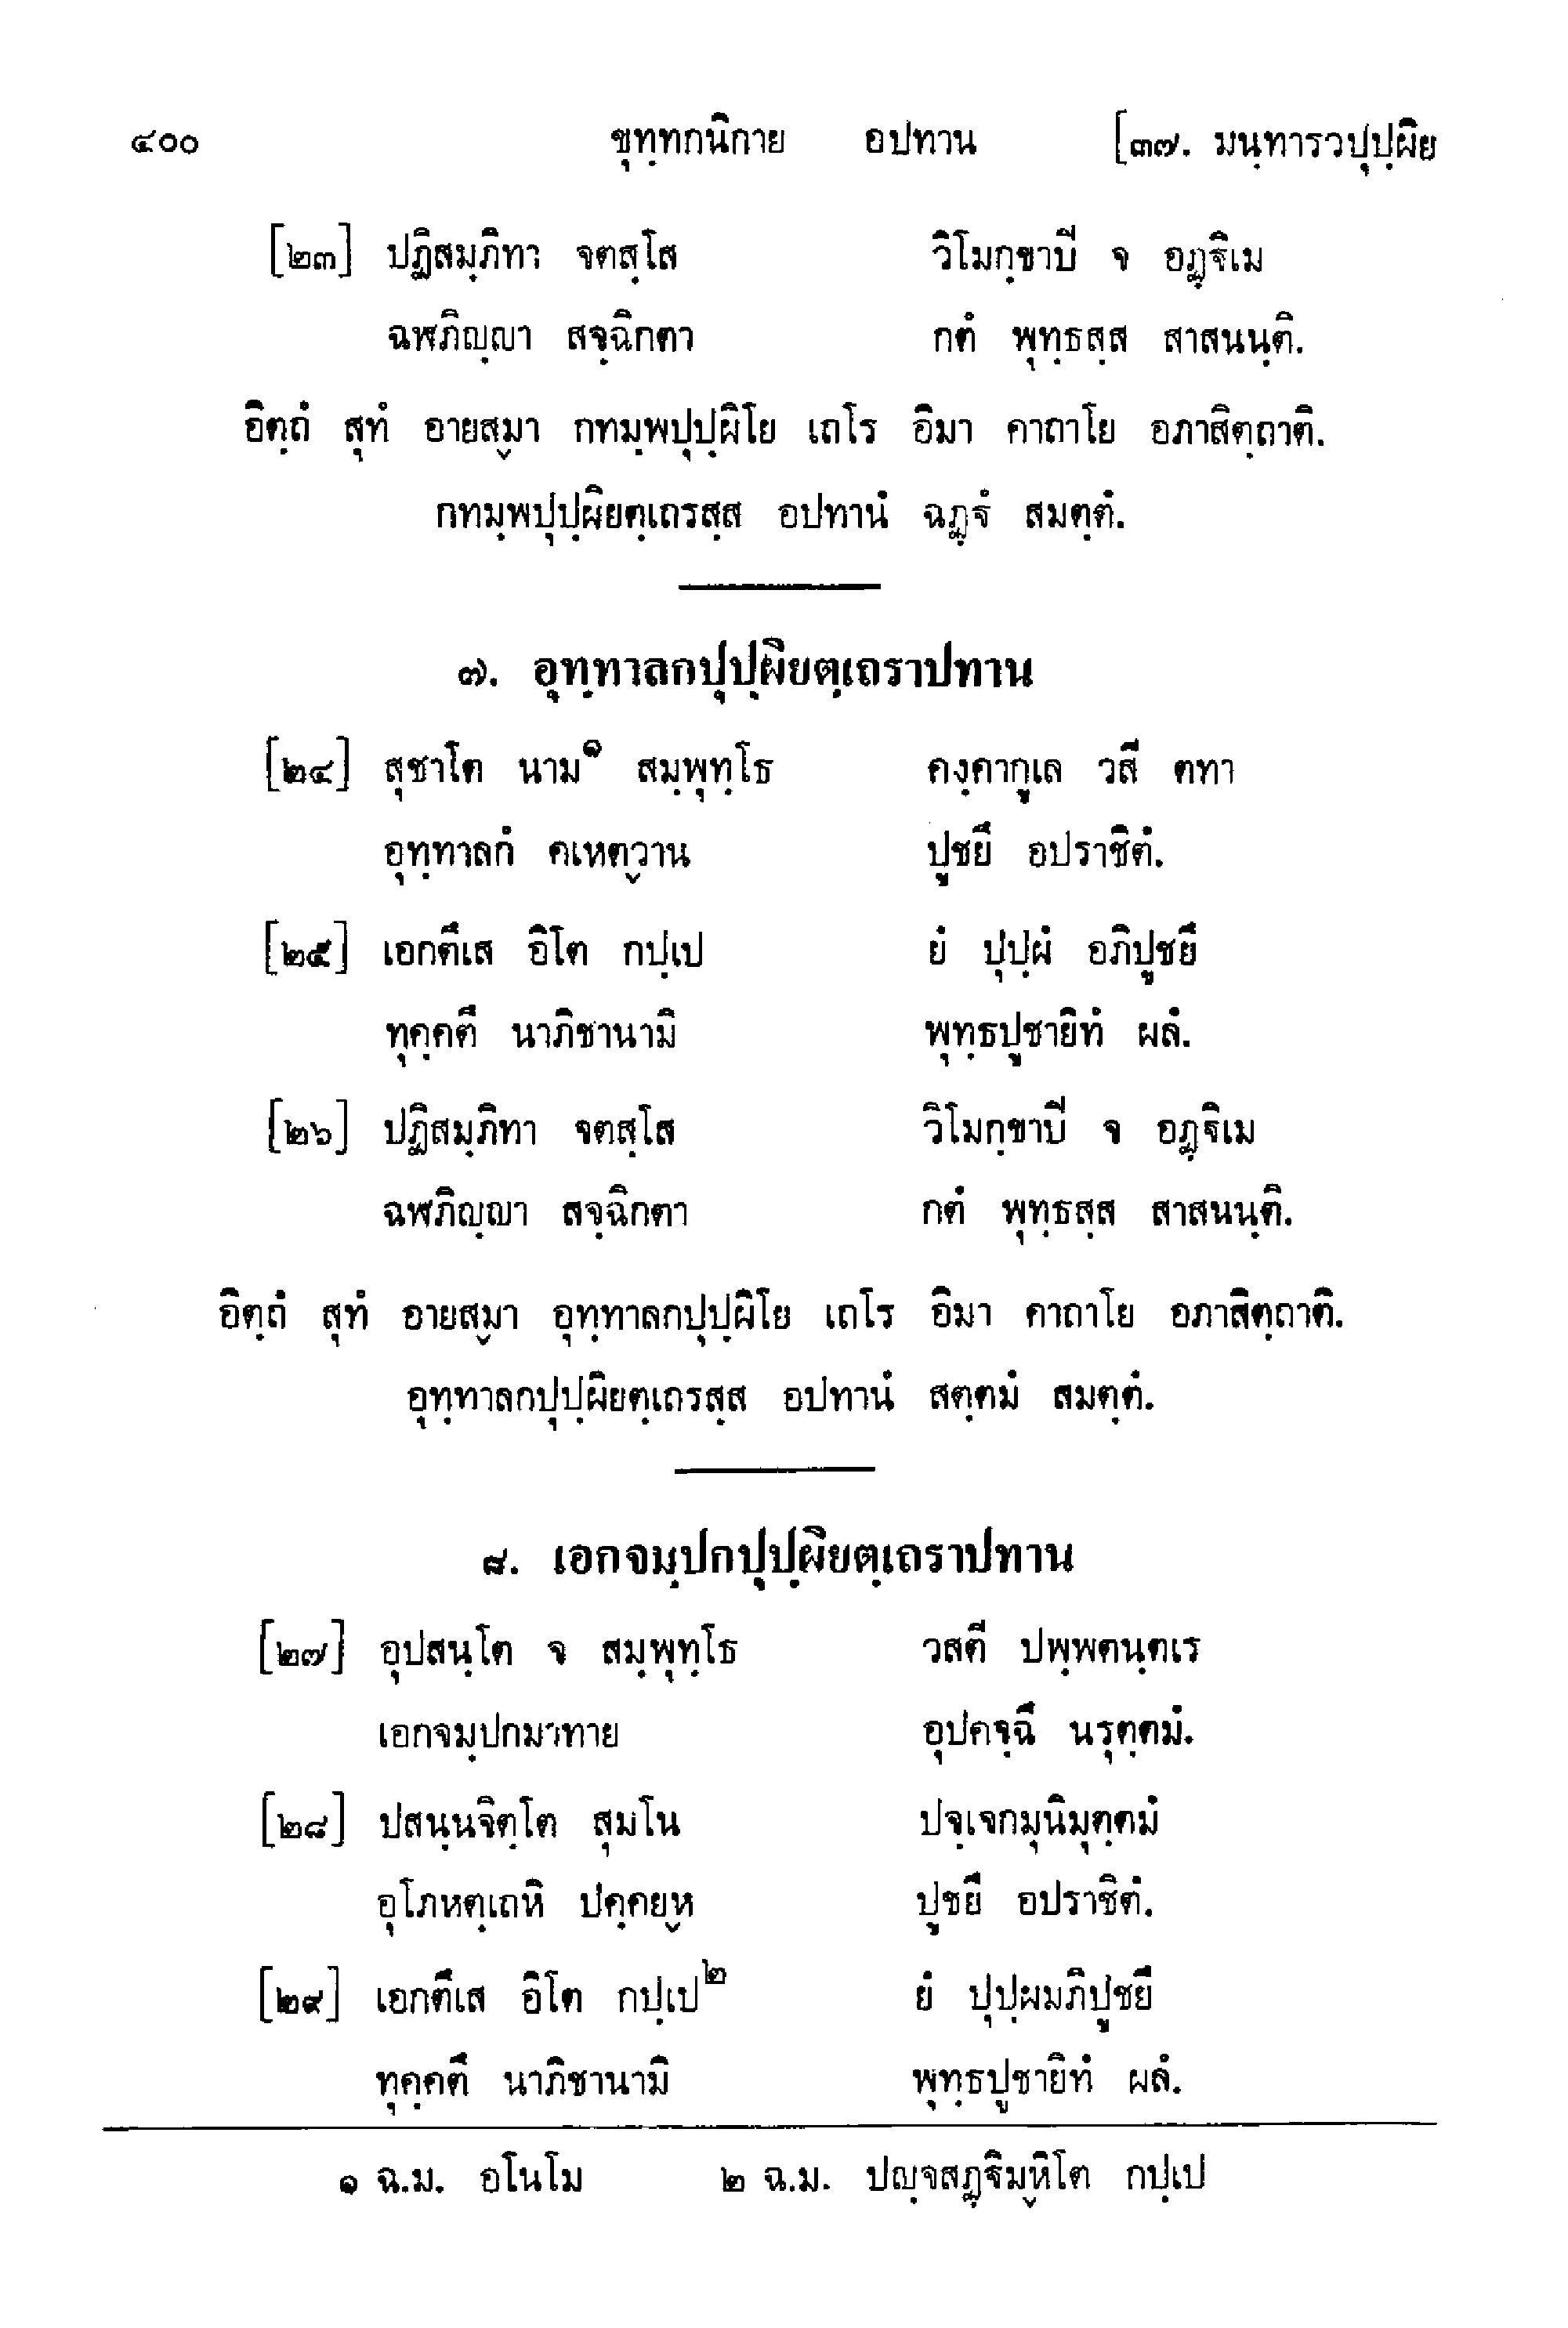 ๔๐๐ ขุทฺทกนิกาย อปทาน [๓๗. มนฺทารวปุปฺผิย
[๒๓] ปฏิสมฺภิทา จตสฺโส วิโมกฺขาปิ จ อฏฺฐิเม
ฉฬภิญฺญา สจฺฉิกตา กตํ พุทฺธสฺส สาสนนฺติ.
อิตฺถํ สุทํ อายสฺมา กทมฺพปุปฺผิโย เถโร อิมา คาถาโย อภาสิตฺถาติ.
กทมฺพปุปฺผิยตฺเถรสฺส อปทานํ ฉฏฺฐํ สมตฺตํ.
๗. อุทฺทาลกปุปฺผิยตฺเถราปทาน
[๒๔] สุชาโต นาม๑ สมฺพุทฺโธ คงฺคากูเล วสี ตทา
อุทฺทาลกํ คเหตฺวาน ปูชยึ อปราชิตํ.
[๒๕] เอกตึเส อิโต กปฺเป ยํ ปุปฺผํ อภิปูชยึ
ทุคฺคตึ นาภิชานามิ พุทฺธปูชายิทํ ผลํ.
[๒๖] ปฏิสมฺภิทา จตสฺโส วิโมกฺขาปิ จ อฏฺฐิเม
ฉฬภิญฺญา สจฺฉิกตา กตํ พุทฺธสฺส สาสนนฺติ.
อิตฺถํ สุทํ อายสฺมา อุทฺทาลกปุปฺผิโย เถโร อิมา คาถาโย อภาสิตฺถาติ.
อุทฺทาลกปุปฺผิยตฺเถรสฺส อปทานํ สตฺตมํ สมตฺตํ.
๘. เอกจมฺปกปุปฺผิยตฺเถราปทาน
[๒๗] อุปสนฺโต จ สมฺพุทฺโธ วสตี ปพฺพตนฺตเร
เอกจมฺปกมาทาย อุปคจฺฉึ นรุตฺตมํ.
[๒๘] ปสนฺนจิตฺโต สุมโน ปจฺเจกมุนิมุตฺตมํ
อุโภหตฺเถหิ ปคฺคยฺห ปูชยึ อปราชิตํ.
[๒๙] เอกตึเส อิโต กปฺเป๒ ยํ ปุปฺผมภิปูชยึ
ทุคฺคตึ นาภิชานามิ พุทฺธปูชายิทํ ผลํ.
๑ ฉ.ม. อโนโม ๒ ฉ.ม. ปญฺจสฏฺฐิมฺหิโต กปฺเป